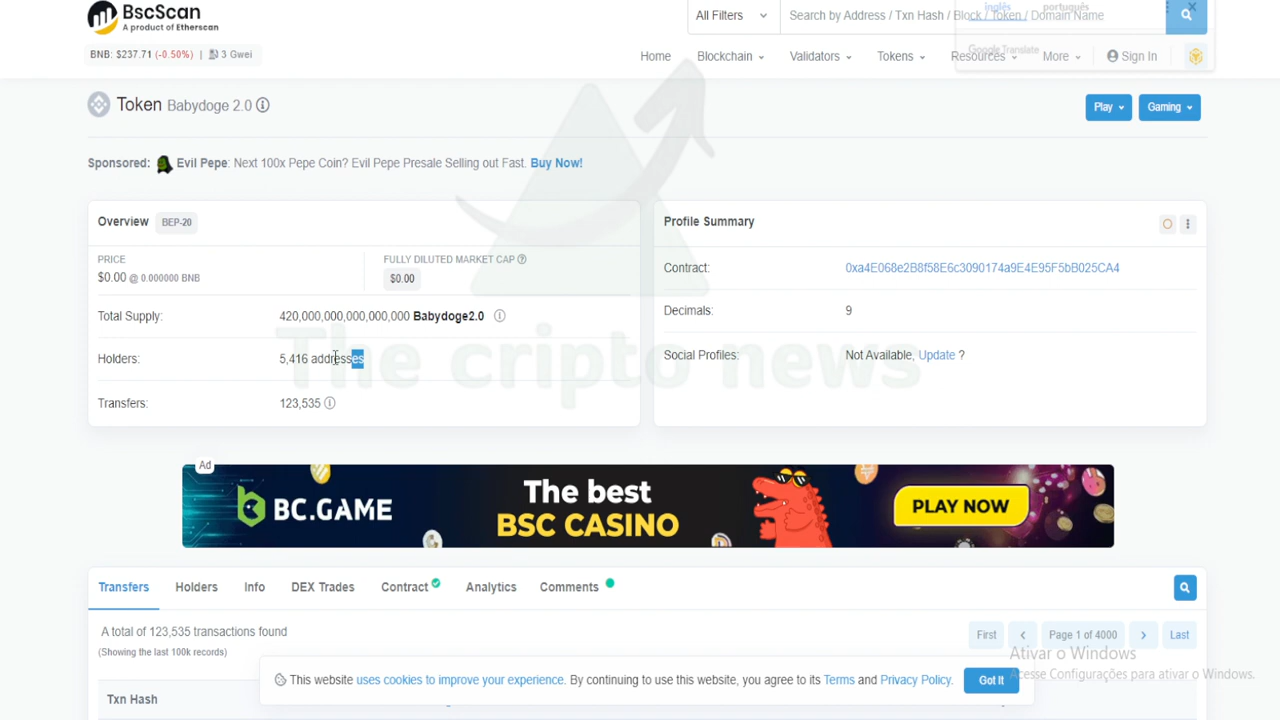 BscScan
A product of Etherscan
All Filters
Search by Address / Txn Hash / Block / Token / Domain Name
inglês português
Google Translate
BNB: $237.71 (-0.50%) | 3 Gwei
Home Blockchain Validators Tokens Resources More Sign In
Token Babydoge 2.0
Play Gaming
Sponsored: Evil Pepe: Next 100x Pepe Coin? Evil Pepe Presale Selling out Fast. Buy Now!
Overview BEP-20
PRICE
$0.00 @ 0.000000 BNB
FULLY DILUTED MARKET CAP
$0.00
Total Supply: 420,000,000,000,000,000 Babydoge2.0
Holders: 5,416 addresses
Transfers: 123,535
Profile Summary
Contract: 0xa4E068e2B8f58E6c3090174a9E4E95F5bB025CA4
Decimals: 9
Social Profiles: Not Available, Update ?
The cripto news
Ad
BC.GAME
The best
BSC CASINO
PLAY NOW
Transfers Holders Info DEX Trades Contract Analytics Comments
A total of 123,535 transactions found
(Showing the last 100k records)
First Page 1 of 4000 Last
Ativar o Windows
Acesse Configurações para ativar o Windows.
This website uses cookies to improve your experience. By continuing to use this website, you agree to its Terms and Privacy Policy.
Got It
Txn Hash